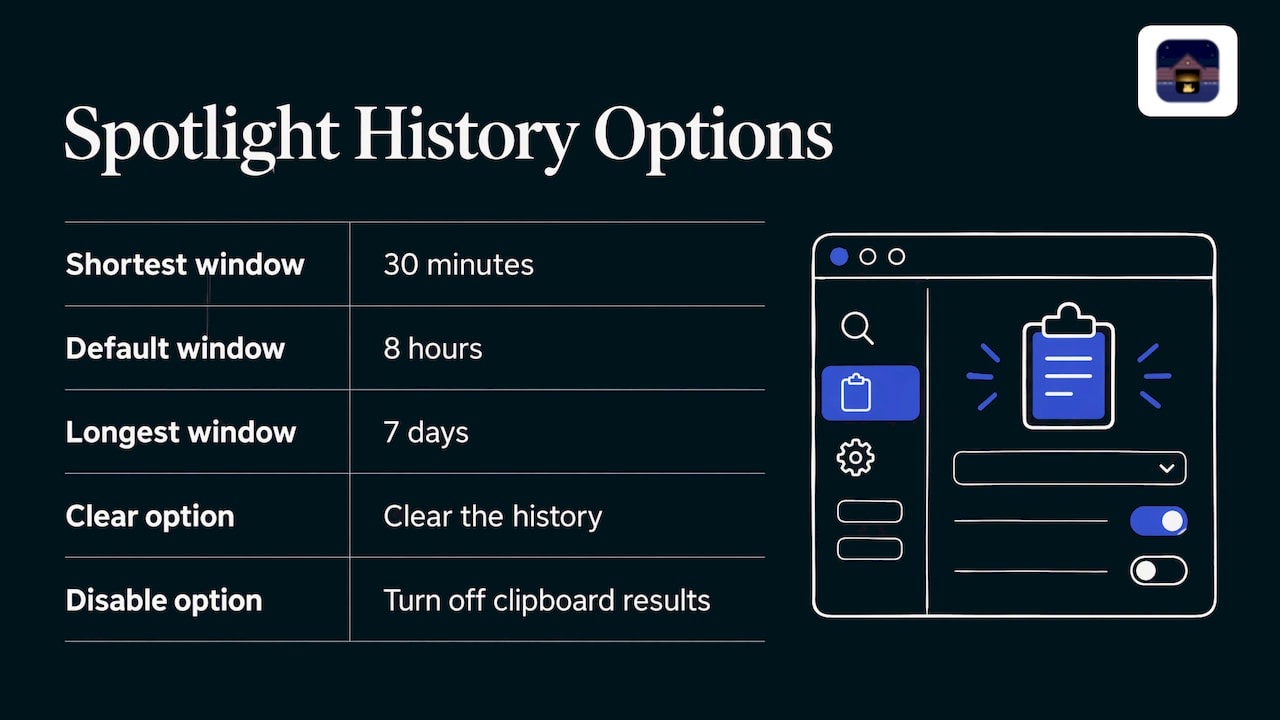 Spotlight History Options
Shortest window 30 minutes
Default window 8 hours
Longest window 7 days
Clear option Clear the history
Disable option Turn off clipboard results